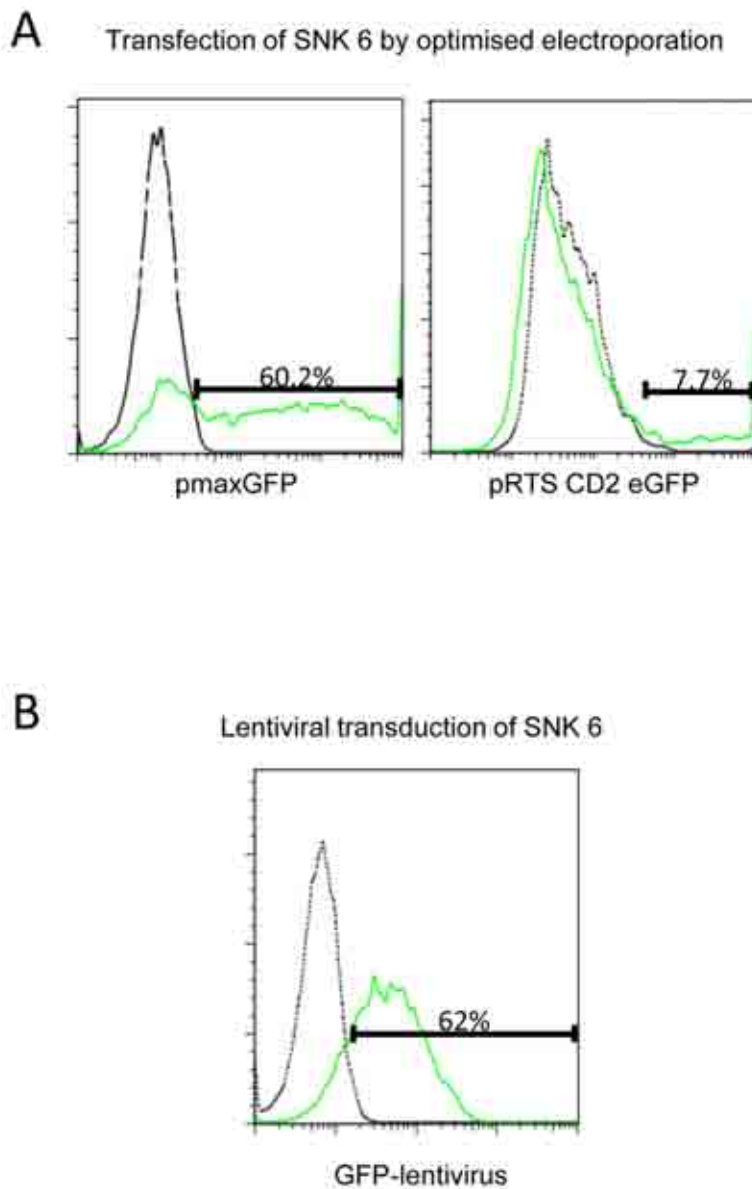 A
Transfection of SNK 6 by optimised electroporation
60.2%
7.7%
pmaxGFP
pRTS CD2 eGFP
B
Lentiviral transduction of SNK 6
62%
GFP-lentivirus